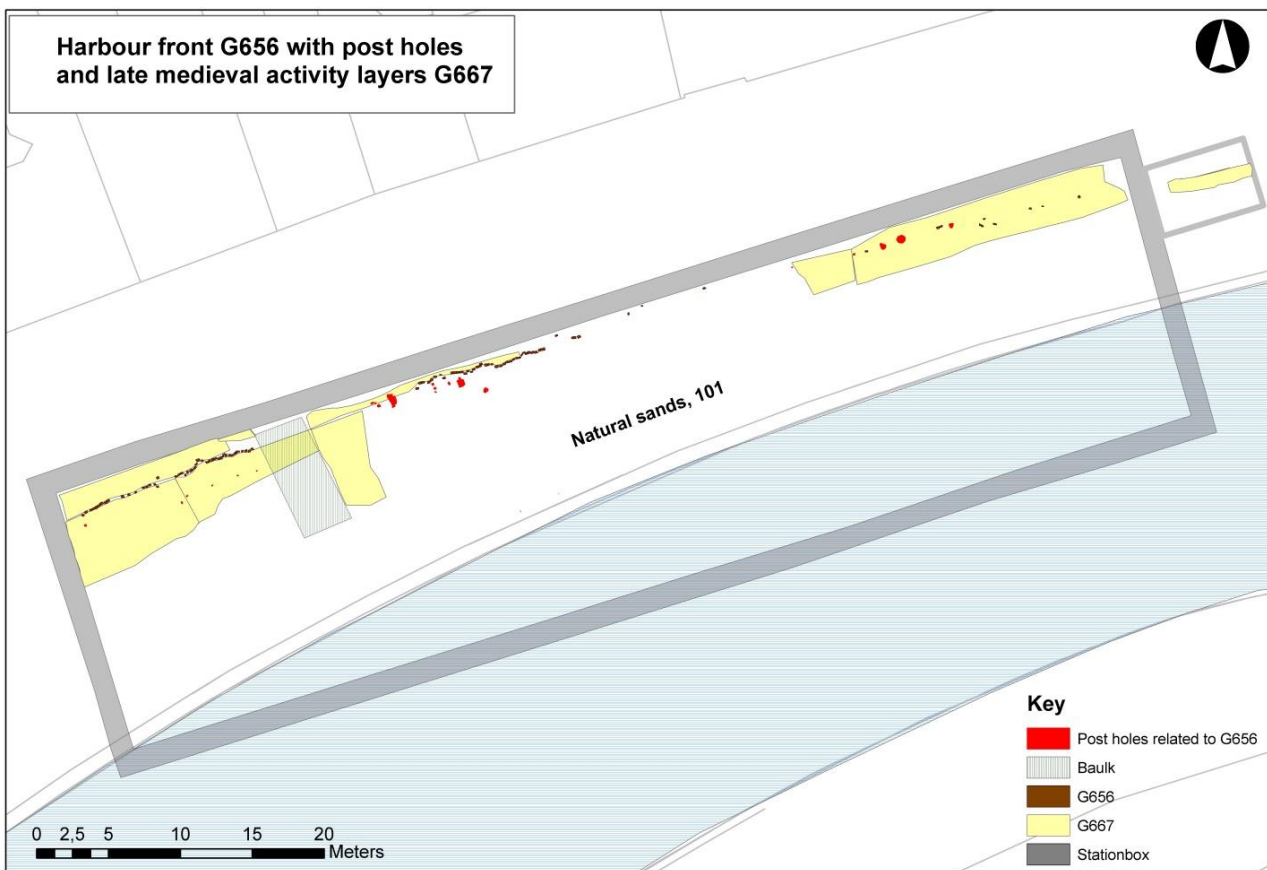 Harbour front G656 with post holes
and late medieval activity layers G667
Natural sands, 101
Key
Post holes related to G656
Baulk
G656
G667
Stationbox
0 2,5 5 10 15 20
Meters